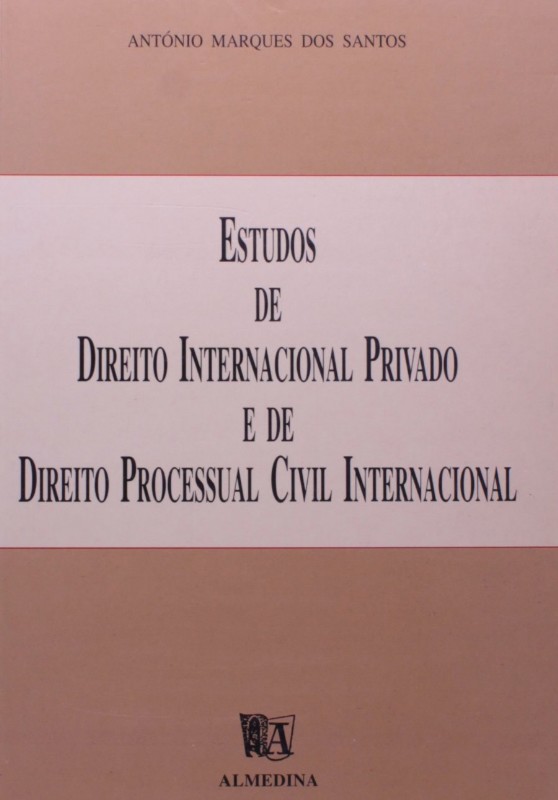 ANTÓNIO MARQUES DOS SANTOS
ESTUDOS
DE
DIREITO INTERNACIONAL PRIVADO
E DE
DIREITO PROCESSUAL CIVIL INTERNACIONAL
A
ALMEDINA